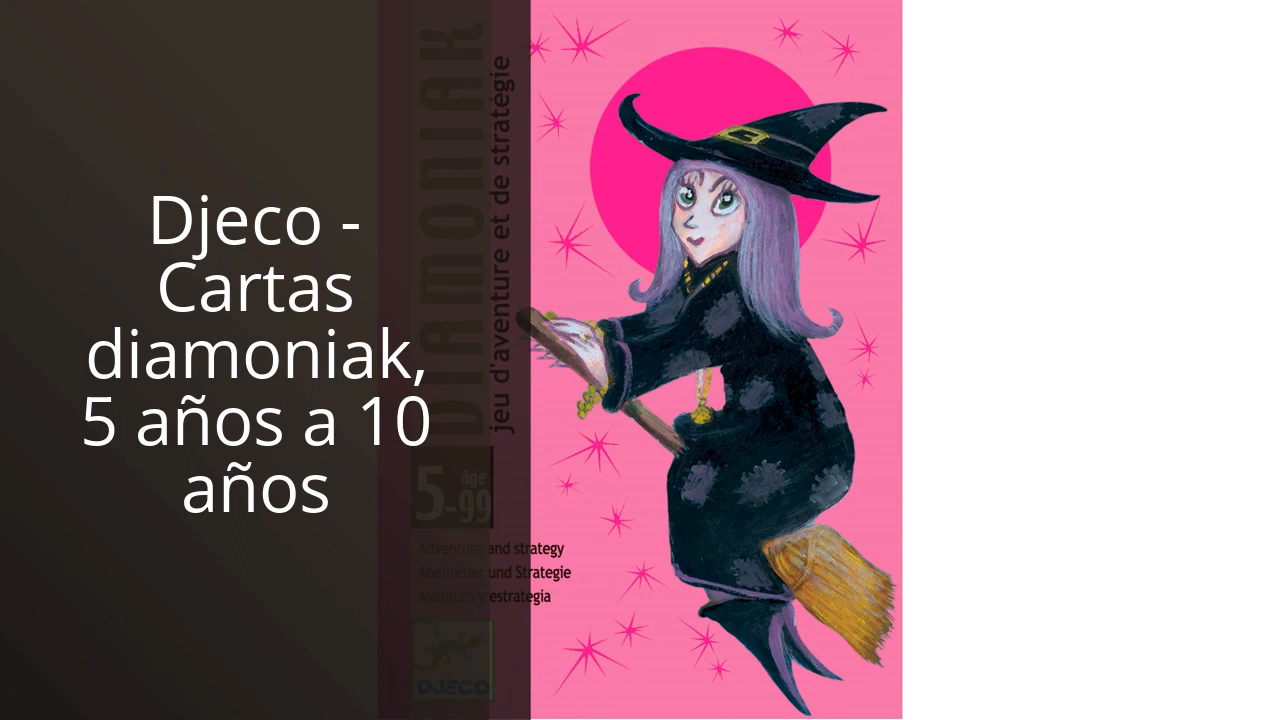 Djeco -
Cartas
diamoniak,
5 años a 10
años
DIAMONIAK
jeu d'aventure et de stratégie
âge
5-99
Adventure and strategy
Abenteuer und Strategie
Aventura y estrategia
DJECO